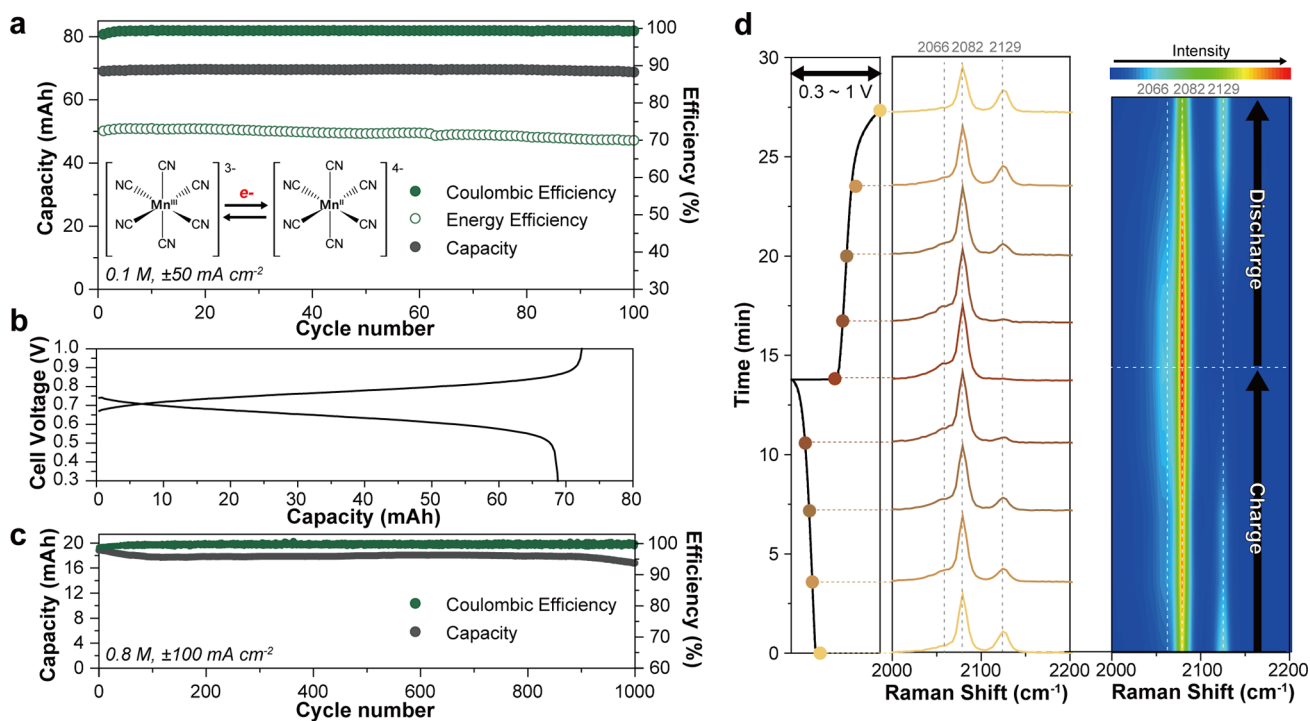 a
80
60
40
20
0
Capacity (mAh)
100
90
80
70
60
50
40
30
Efficiency (%)
CN
NC
CN
Mn^III
NC
CN
CN
3-
e-
CN
NC
CN
Mn^II
NC
CN
CN
4-
Coulombic Efficiency
Energy Efficiency
Capacity
0.1 M, ±50 mA cm⁻²
0
20
40
60
80
100
Cycle number
b
1.0
0.9
0.8
0.7
0.6
0.5
0.4
0.3
Cell Voltage (V)
0
10
20
30
40
50
60
70
80
Capacity (mAh)
c
20
16
12
8
4
0
Capacity (mAh)
100
90
80
70
60
Efficiency (%)
Coulombic Efficiency
Capacity
0.8 M, ±100 mA cm⁻²
0
200
400
600
800
1000
Cycle number
d
30
25
20
15
10
5
0
Time (min)
0.3 ~ 1 V
2066
2082
2129
2000
2100
2200
Raman Shift (cm⁻¹)
Intensity
2066
2082
2129
Discharge
Charge
2000
2100
2200
Raman Shift (cm⁻¹)